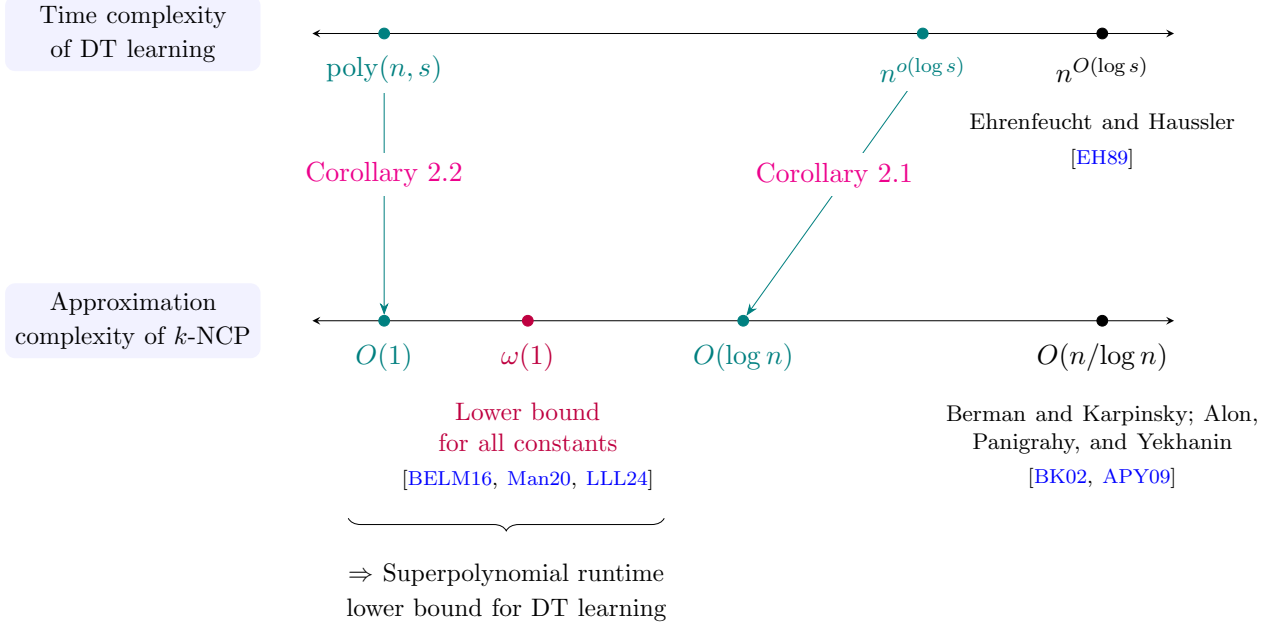 Time complexity
of DT learning
poly(n, s)
n^{o(log s)}
n^{O(log s)}
Ehrenfeucht and Haussler
[EH89]
Corollary 2.2
Corollary 2.1
Approximation
complexity of k-NCP
O(1)
ω(1)
O(log n)
O(n/log n)
Lower bound
for all constants
[BELM16, Man20, LLL24]
Berman and Karpinsky; Alon,
Panigrahy, and Yekhanin
[BK02, APY09]
⇒ Superpolynomial runtime
lower bound for DT learning